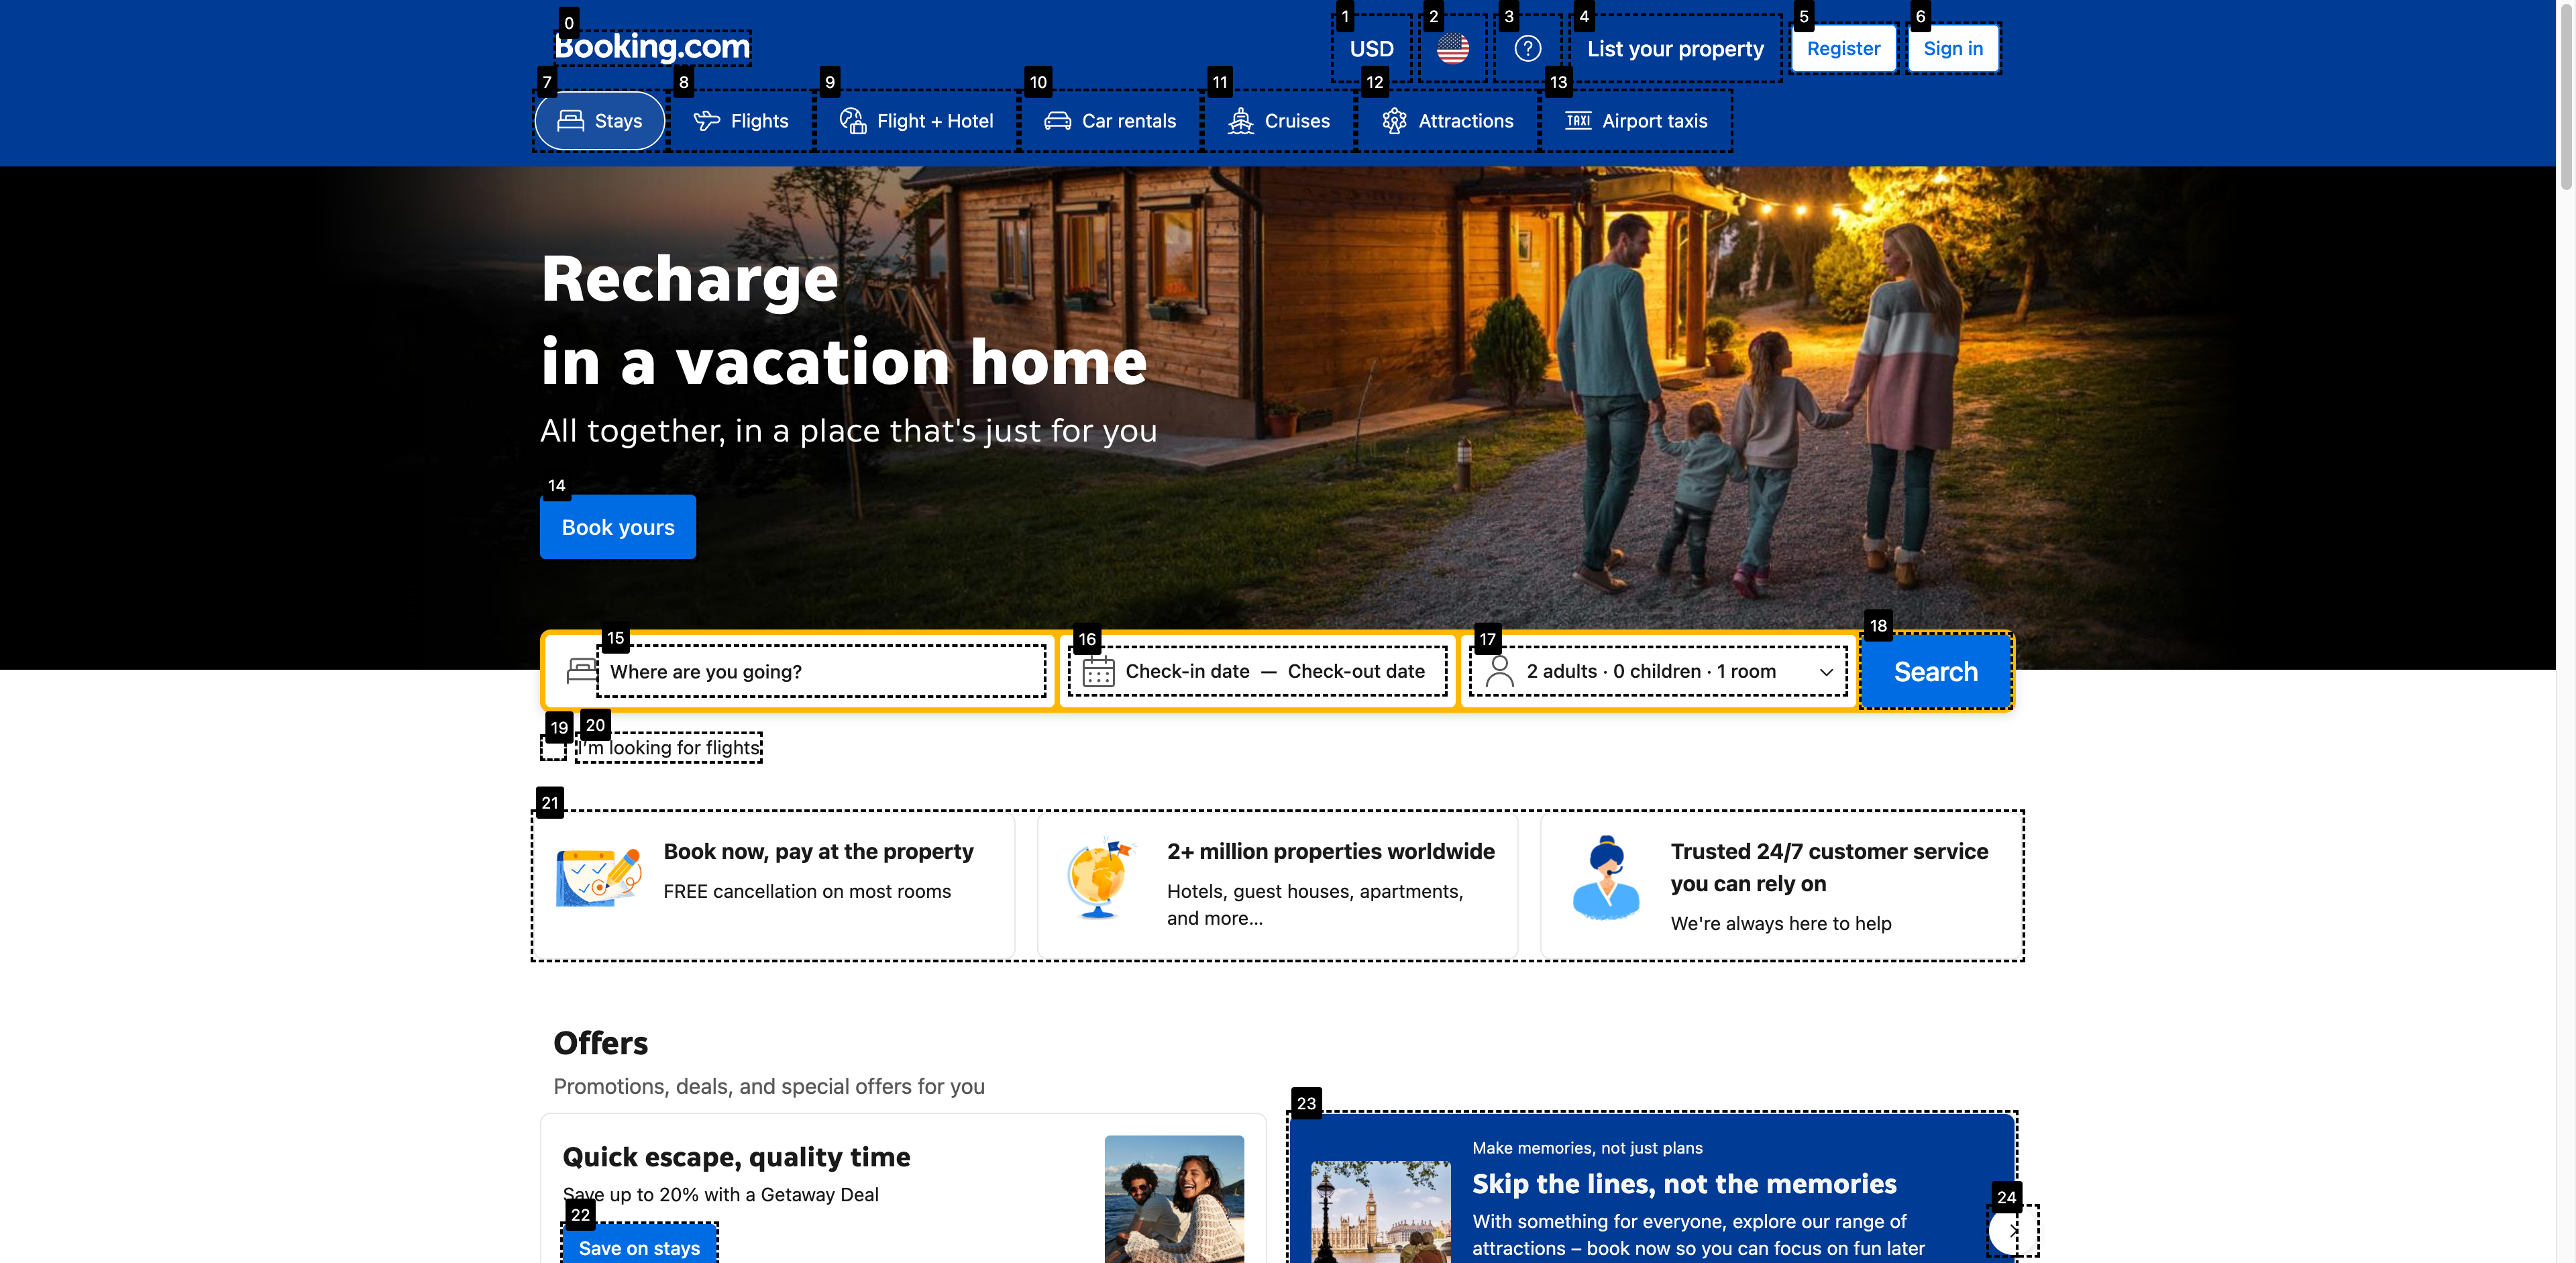 0
Booking.com
1
USD
2
3
?
4
List your property
5
Register
6
Sign in
7
Stays
8
Flights
9
Flight + Hotel
10
Car rentals
11
Cruises
12
Attractions
13
TAXI
Airport taxis
Recharge
in a vacation home
All together, in a place that's just for you
14
Book yours
15
Where are you going?
16
Check-in date — Check-out date
17
2 adults · 0 children · 1 room
18
Search
19
20
I'm looking for flights
21
Book now, pay at the property
FREE cancellation on most rooms
2+ million properties worldwide
Hotels, guest houses, apartments,
and more...
Trusted 24/7 customer service
you can rely on
We're always here to help
Offers
Promotions, deals, and special offers for you
Quick escape, quality time
Save up to 20% with a Getaway Deal
22
Save on stays
23
Make memories, not just plans
Skip the lines, not the memories
With something for everyone, explore our range of
attractions – book now so you can focus on fun later
24